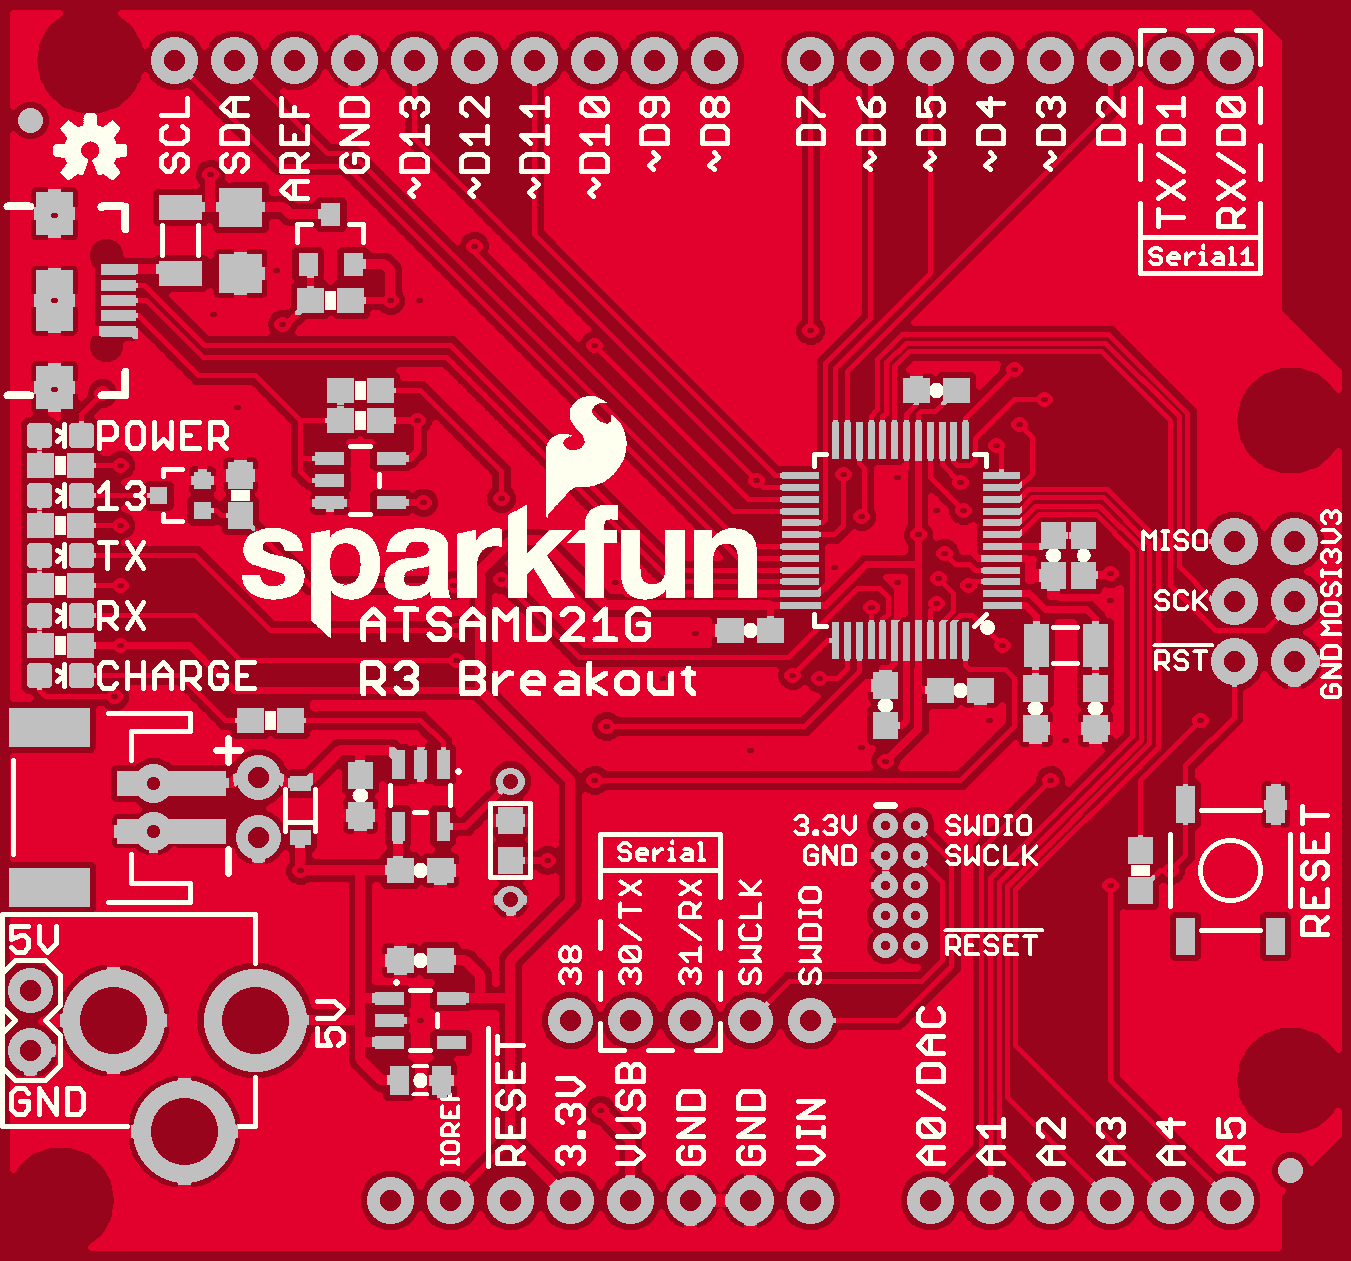 SCL
SDA
AREF
GND
~D13
~D12
~D11
~D10
~D9
~D8
D7
~D6
~D5
~D4
~D3
D2
TX/D1
RX/D0
Serial1
POWER
13
TX
RX
CHARGE
sparkfun
ATSAMD21G
R3 Breakout
MISO
SCK
RST
3V3
MOSI
GND
+
-
3.3V
GND
SWDIO
SWCLK
RESET
RESET
Serial
38
30/TX
31/RX
SWCLK
SWDIO
5V
5V
GND
IOREF
RESET
3.3V
VUSB
GND
GND
VIN
A0/DAC
A1
A2
A3
A4
A5